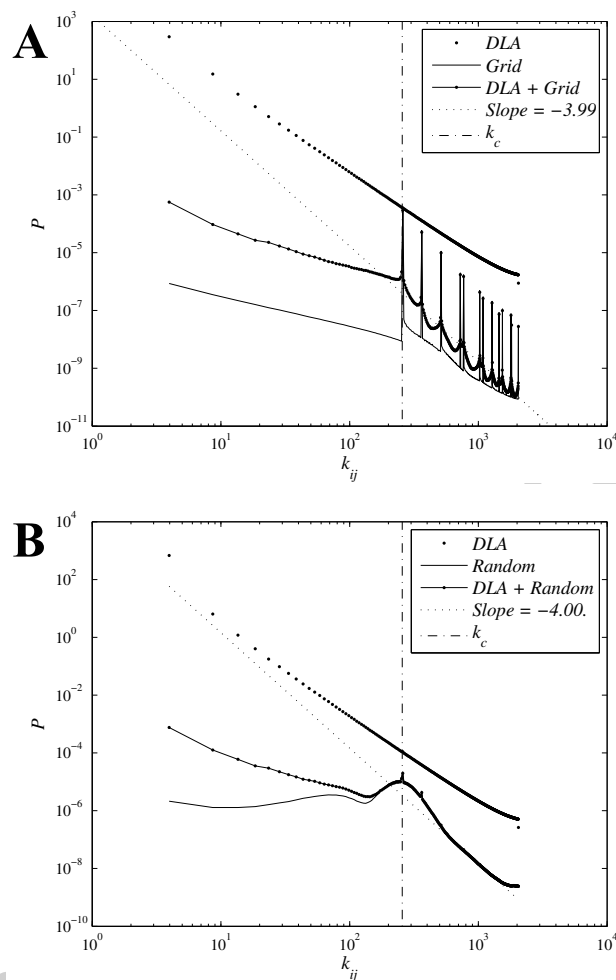 A
10^3
10^1
10^-1
10^-3
10^-5
10^-7
10^-9
10^-11
P
DLA
Grid
DLA + Grid
Slope = −3.99
k_c
10^0
10^1
10^2
10^3
10^4
k_ij
B
10^4
10^2
10^0
10^-2
10^-4
10^-6
10^-8
10^-10
P
DLA
Random
DLA + Random
Slope = −4.00.
k_c
10^0
10^1
10^2
10^3
10^4
k_ij